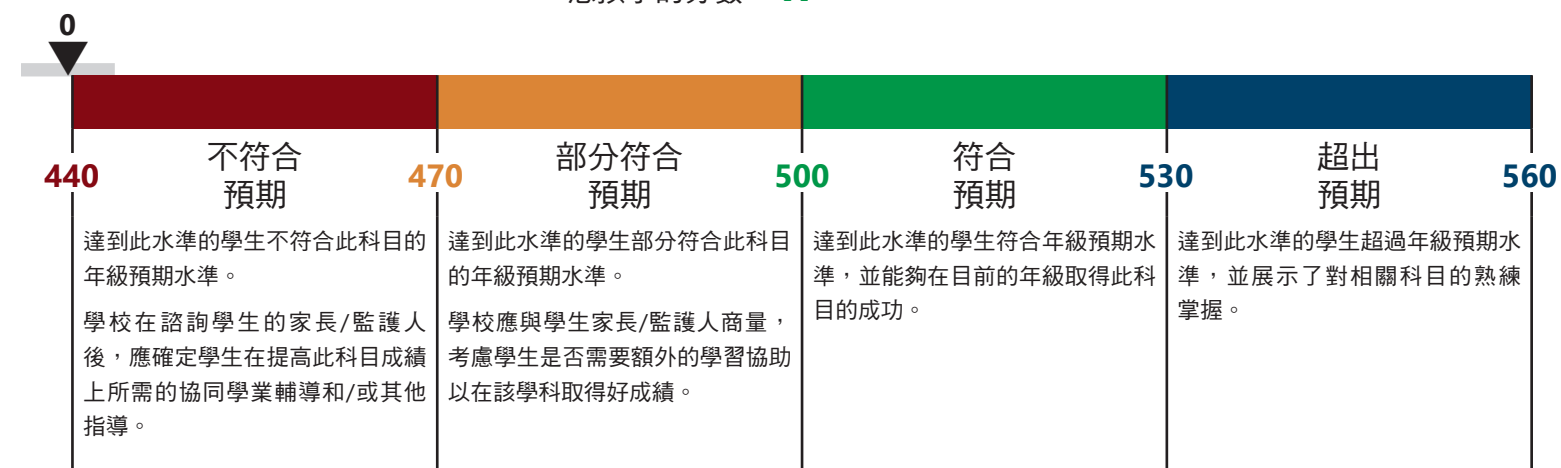 0
440
不符合
預期
470
部分符合
預期
500
符合
預期
530
超出
預期
560
達到此水準的學生不符合此科目的
年級預期水準。
學校在諮詢學生的家長/監護人
後，應確定學生在提高此科目成績
上所需的協同學業輔導和/或其他
指導。
達到此水準的學生部分符合此科目
的年級預期水準。
學校應與學生家長/監護人商量，
考慮學生是否需要額外的學習協助
以在該學科取得好成績。
達到此水準的學生符合年級預期水
準，並能夠在目前的年級取得此科
目的成功。
達到此水準的學生超過年級預期水
準，並展示了對相關科目的熟練
掌握。